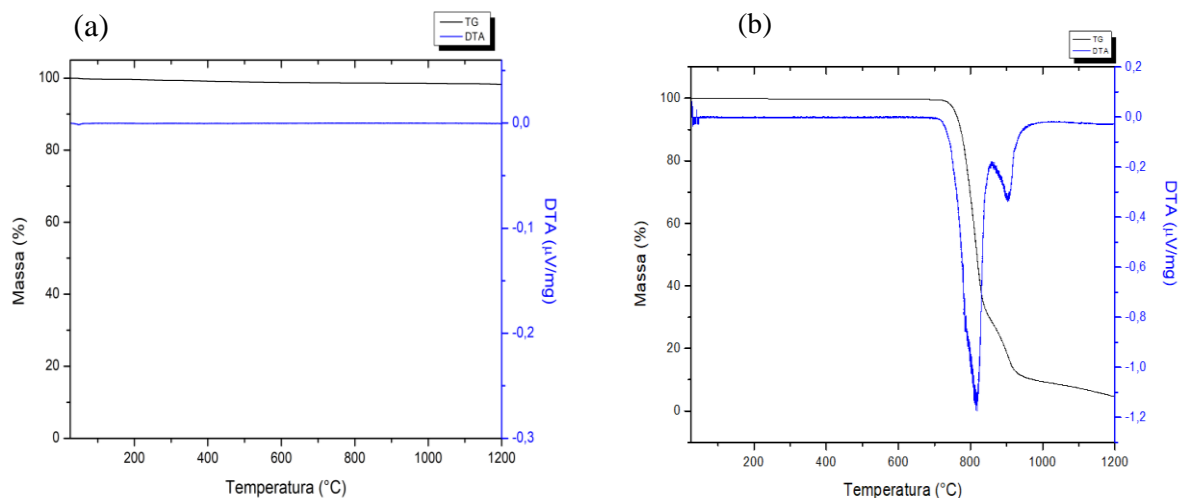 (a)
TG
DTA
100
80
60
40
20
0
Massa (%)
0,0
-0,1
-0,2
-0,3
DTA (μV/mg)
200 400 600 800 1000 1200
Temperatura (°C)
(b)
TG
DTA
100
80
60
40
20
0
Massa (%)
0,2
0,0
-0,2
-0,4
-0,6
-0,8
-1,0
-1,2
DTA (μV/mg)
200 400 600 800 1000 1200
Temperatura (°C)